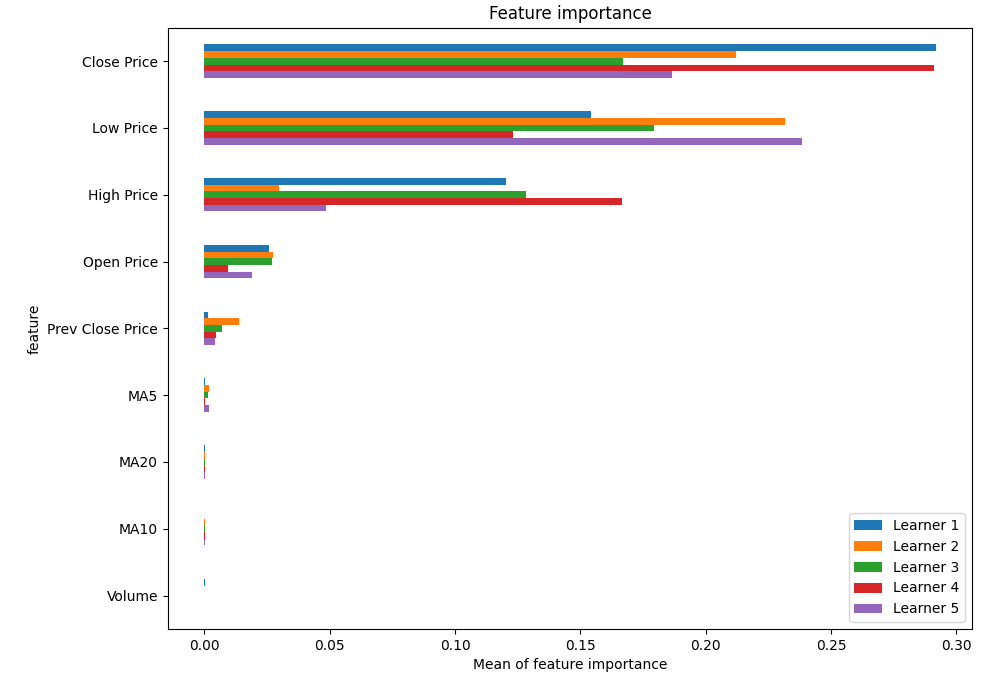 Feature importance
Close Price
Low Price
High Price
Open Price
Prev Close Price
MA5
MA20
MA10
Volume
feature
Learner 1
Learner 2
Learner 3
Learner 4
Learner 5
0.00 0.05 0.10 0.15 0.20 0.25 0.30
Mean of feature importance